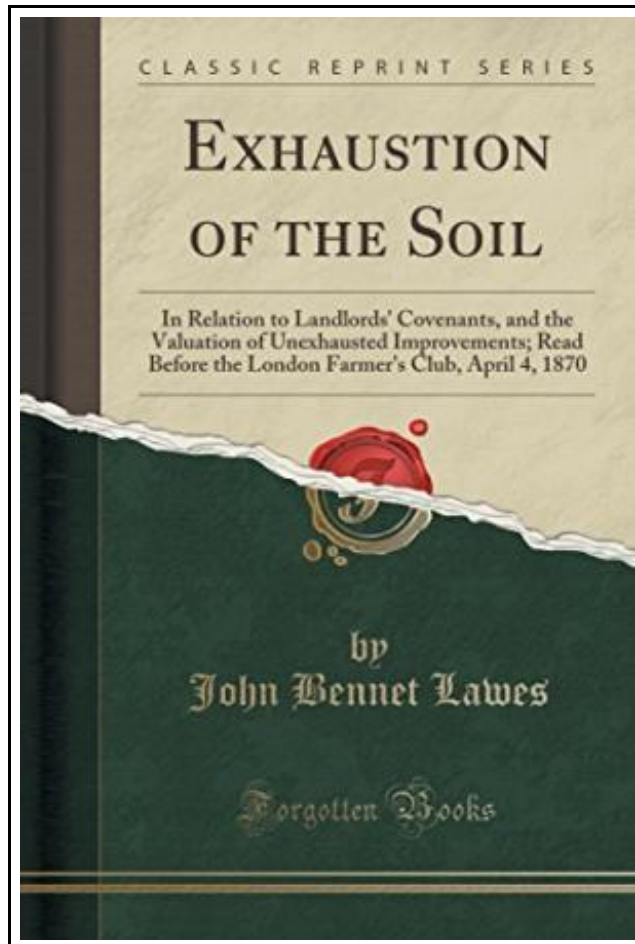 CLASSIC REPRINT SERIES
EXHAUSTION
OF THE SOIL
In Relation to Landlords' Covenants, and the
Valuation of Unexhausted Improvements; Read
Before the London Farmer's Club, April 4, 1870
F
by
John Bennet Lawes
Forgotten Books